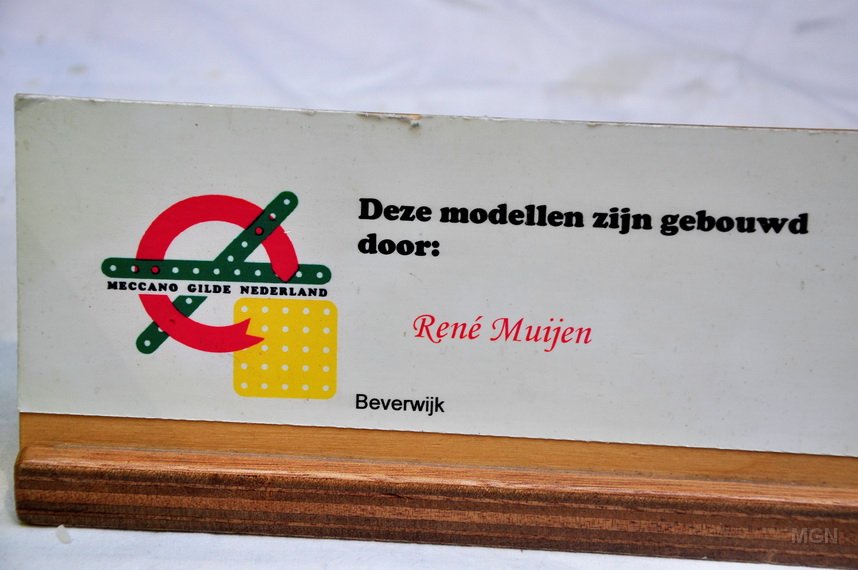 Deze modellen zijn gebouwd
door:
MECCANO GILDE NEDERLAND
René Muijen
Beverwijk
MGN